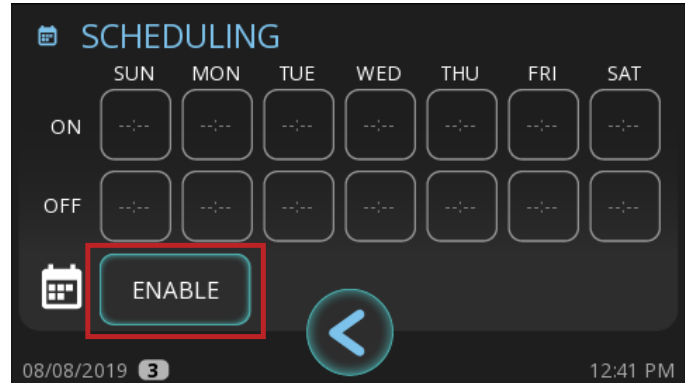 SCHEDULING
SUN MON TUE WED THU FRI SAT
ON --:-- --:-- --:-- --:-- --:-- --:-- --:--
OFF --:-- --:-- --:-- --:-- --:-- --:-- --:--
ENABLE
08/08/2019 3 12:41 PM